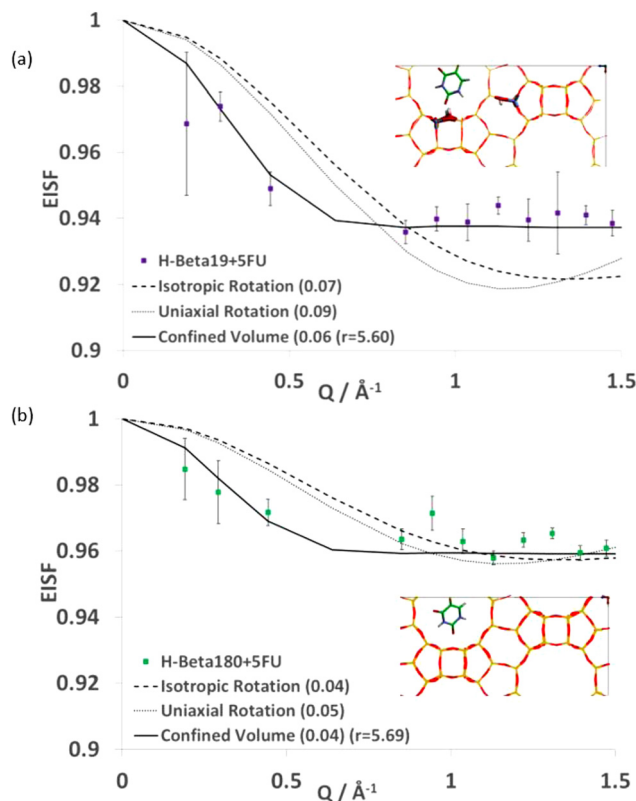 (a)
1
0.98
0.96
0.94
0.92
0.9
EISF
H-Beta19+5FU
Isotropic Rotation (0.07)
Uniaxial Rotation (0.09)
Confined Volume (0.06 (r=5.60)
0
0.5
1
1.5
Q / Å⁻¹
(b)
1
0.98
0.96
0.94
0.92
0.9
EISF
H-Beta180+5FU
Isotropic Rotation (0.04)
Uniaxial Rotation (0.05)
Confined Volume (0.04) (r=5.69)
0
0.5
1
1.5
Q / Å⁻¹